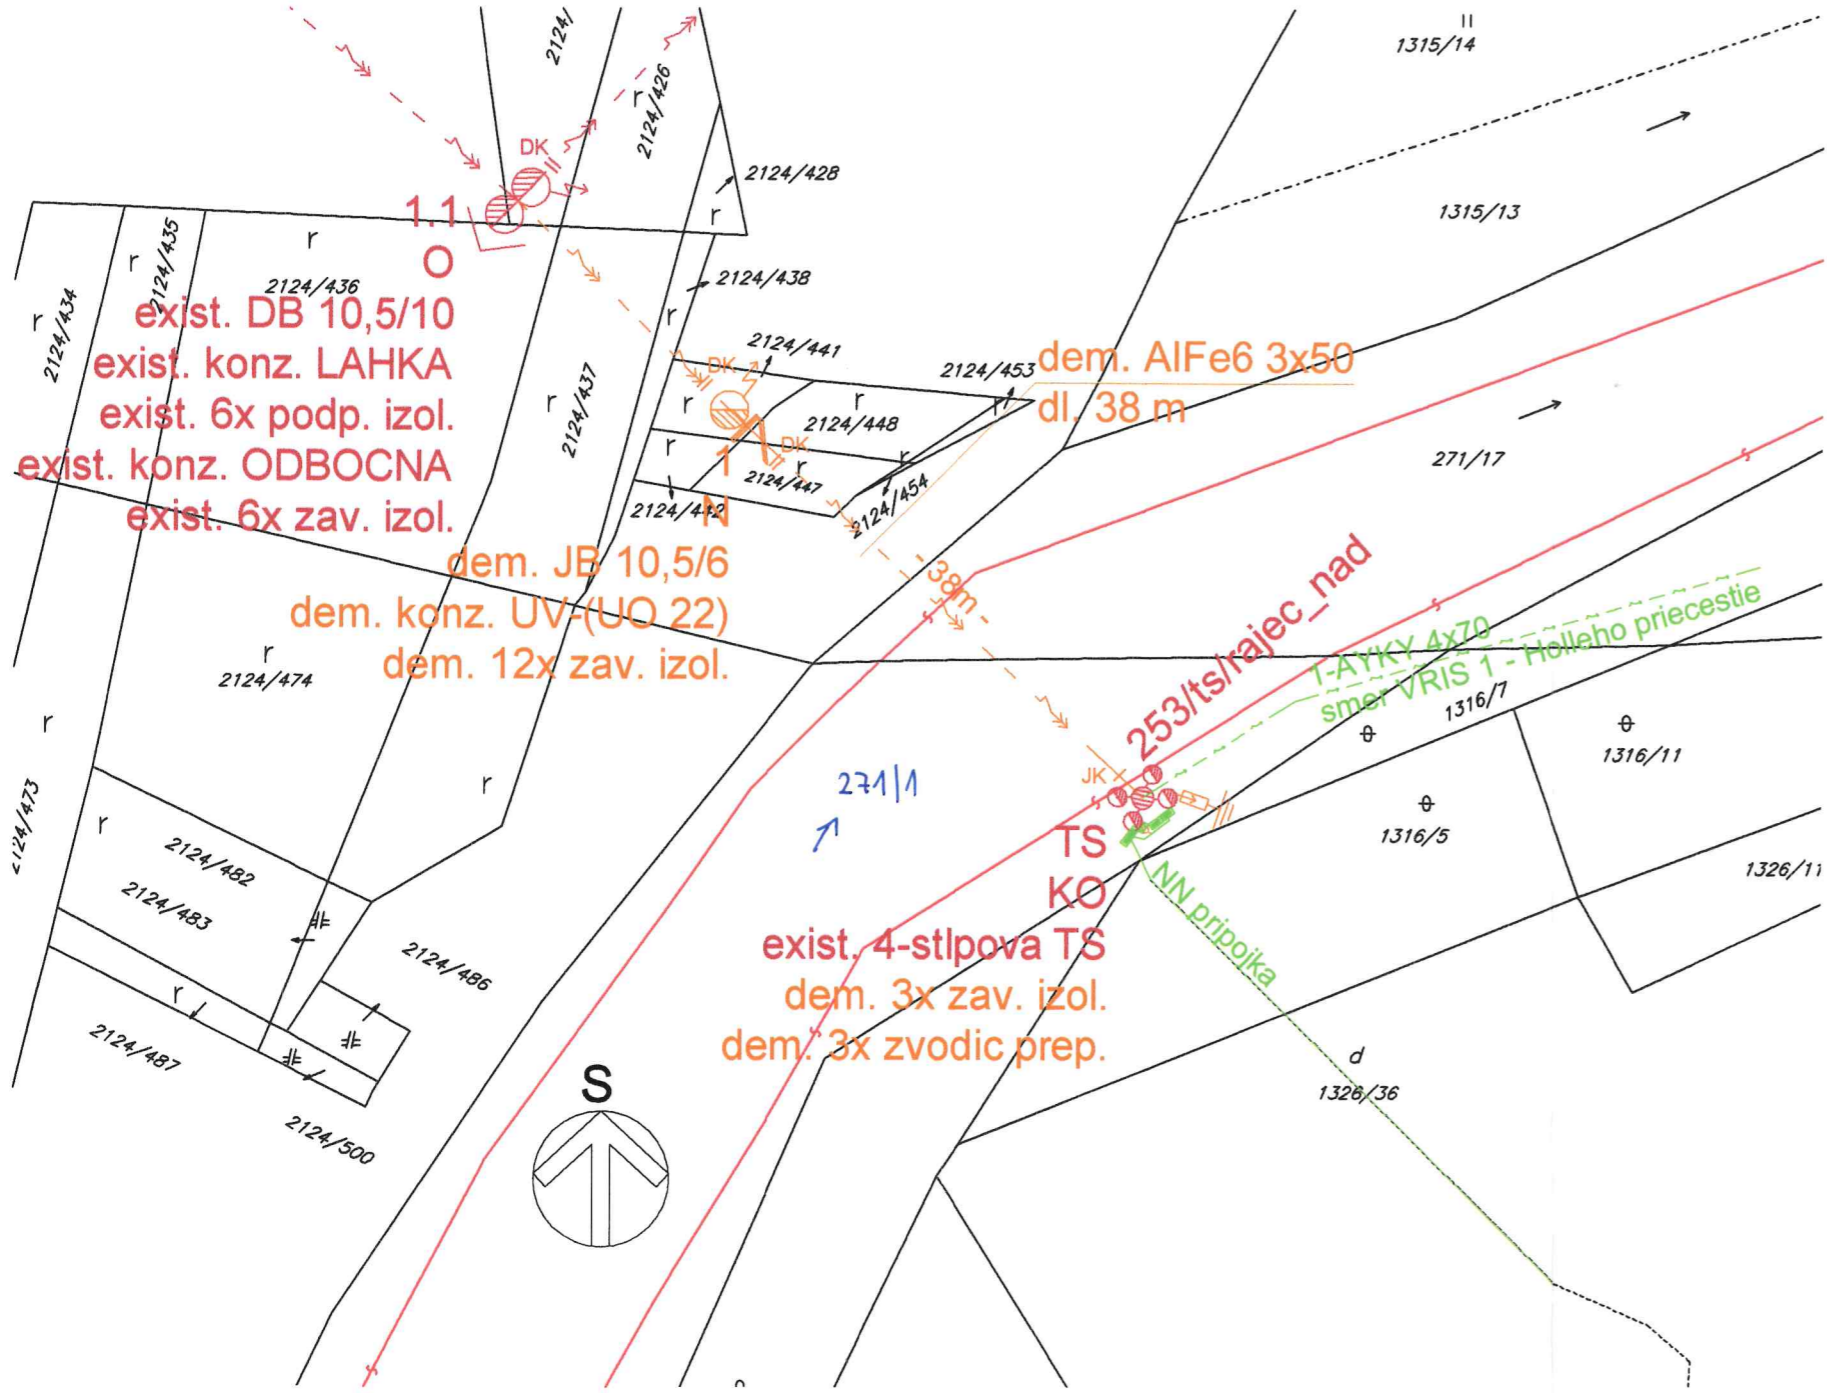 2124/
2124/426
1315/14
DK
2124/428
r
1315/13
1.1
O
exist. DB 10,5/10
exist. konz. LAHKA
exist. 6x podp. izol.
exist. konz. ODBOCNA
exist. 6x zav. izol.
r
2124/434
r
2124/435
r
2124/436
r
2124/438
r
2124/437
r
2124/441
DK
r
r
2124/448
2124/453
r
dem. AlFe6 3x50
dl. 38 m
271/17
DK
r
r
2124/447
r
2124/454
2124/442
1
N
dem. JB 10,5/6
dem. konz. UV-(UO 22)
dem. 12x zav. izol.
- 38m -
253/ts/rajec_nad
1-AYKY 4x70
smer VRIS 1 - Holleho priecestie
r
2124/474
r
2124/473
r
1316/7
1316/11
1316/5
1326/11
271/1
JK
TS
KO
exist. 4-stlpova TS
dem. 3x zav. izol.
dem. 3x zvodic prep.
NN pripojka
r
2124/482
2124/483
r
2124/486
2124/487
2124/500
S
d
1326/36